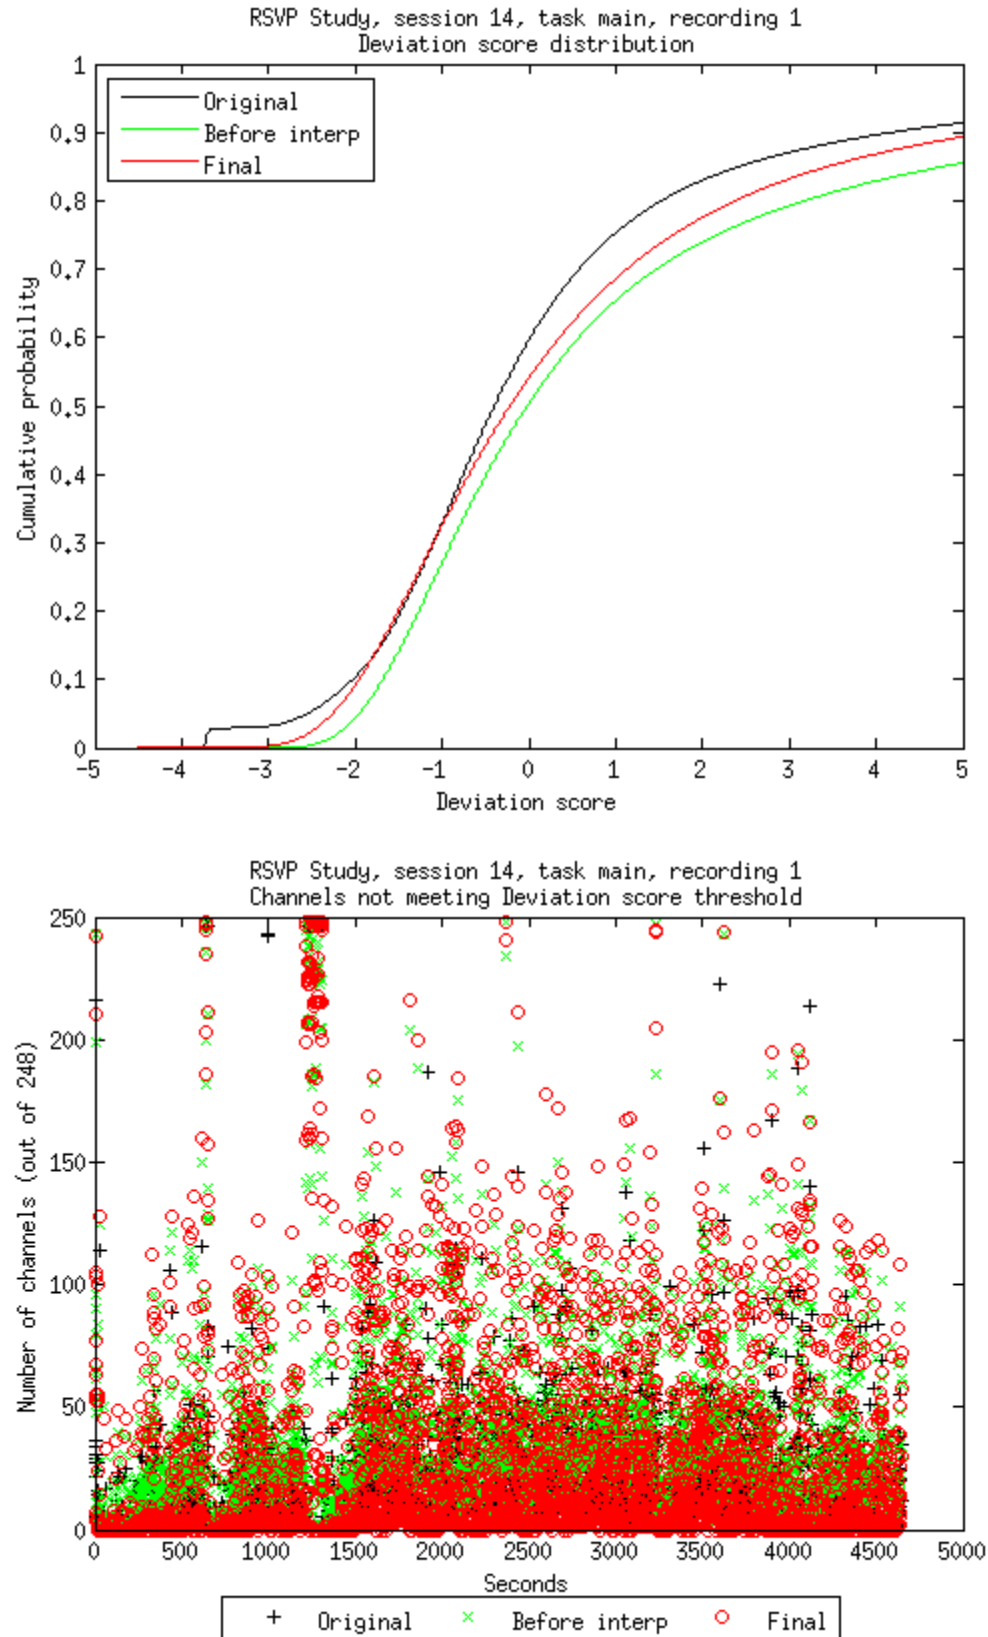 RSVP Study, session 14, task main, recording 1
Deviation score distribution
1
0.9
0.8
0.7
0.6
0.5
0.4
0.3
0.2
0.1
0
Cumulative probability
Original
Before interp
Final
-5 -4 -3 -2 -1 0 1 2 3 4 5
Deviation score
RSVP Study, session 14, task main, recording 1
Channels not meeting Deviation score threshold
250
200
150
100
50
0
Number of channels (out of 248)
0 500 1000 1500 2000 2500 3000 3500 4000 4500 5000
Seconds
Original Before interp Final